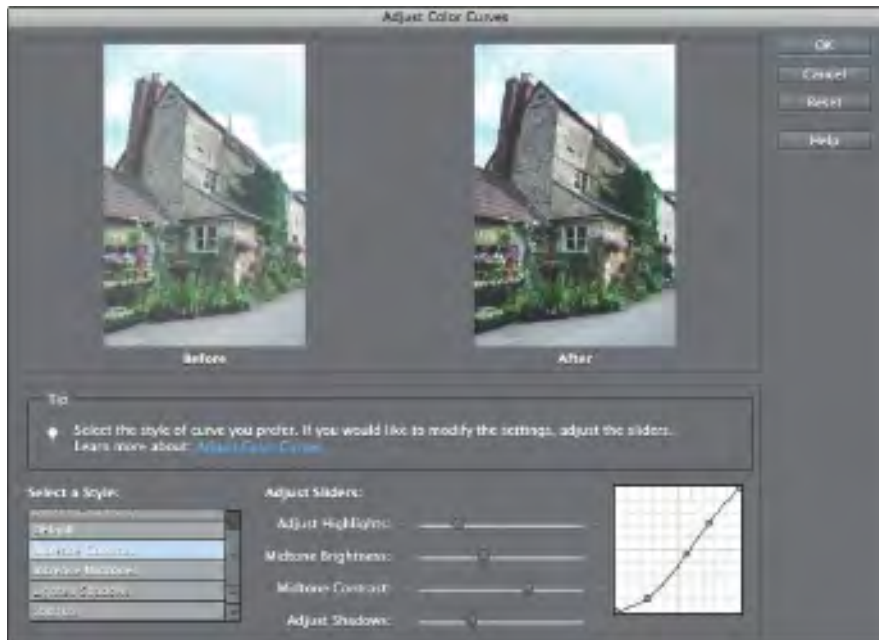 Adjust Color Curves
OK
Cancel
Reset
Help
Before
After
Tip
Select the style of curve you prefer. If you would like to modify the settings, adjust the sliders.
Learn more about: Adjust Color Curves
Select a Style:
Default
Increase Contrast
Increase Midtones
Lighten Shadows
Adjust Sliders:
Adjust Highlights:
Midtone Brightness:
Midtone Contrast:
Adjust Shadows: